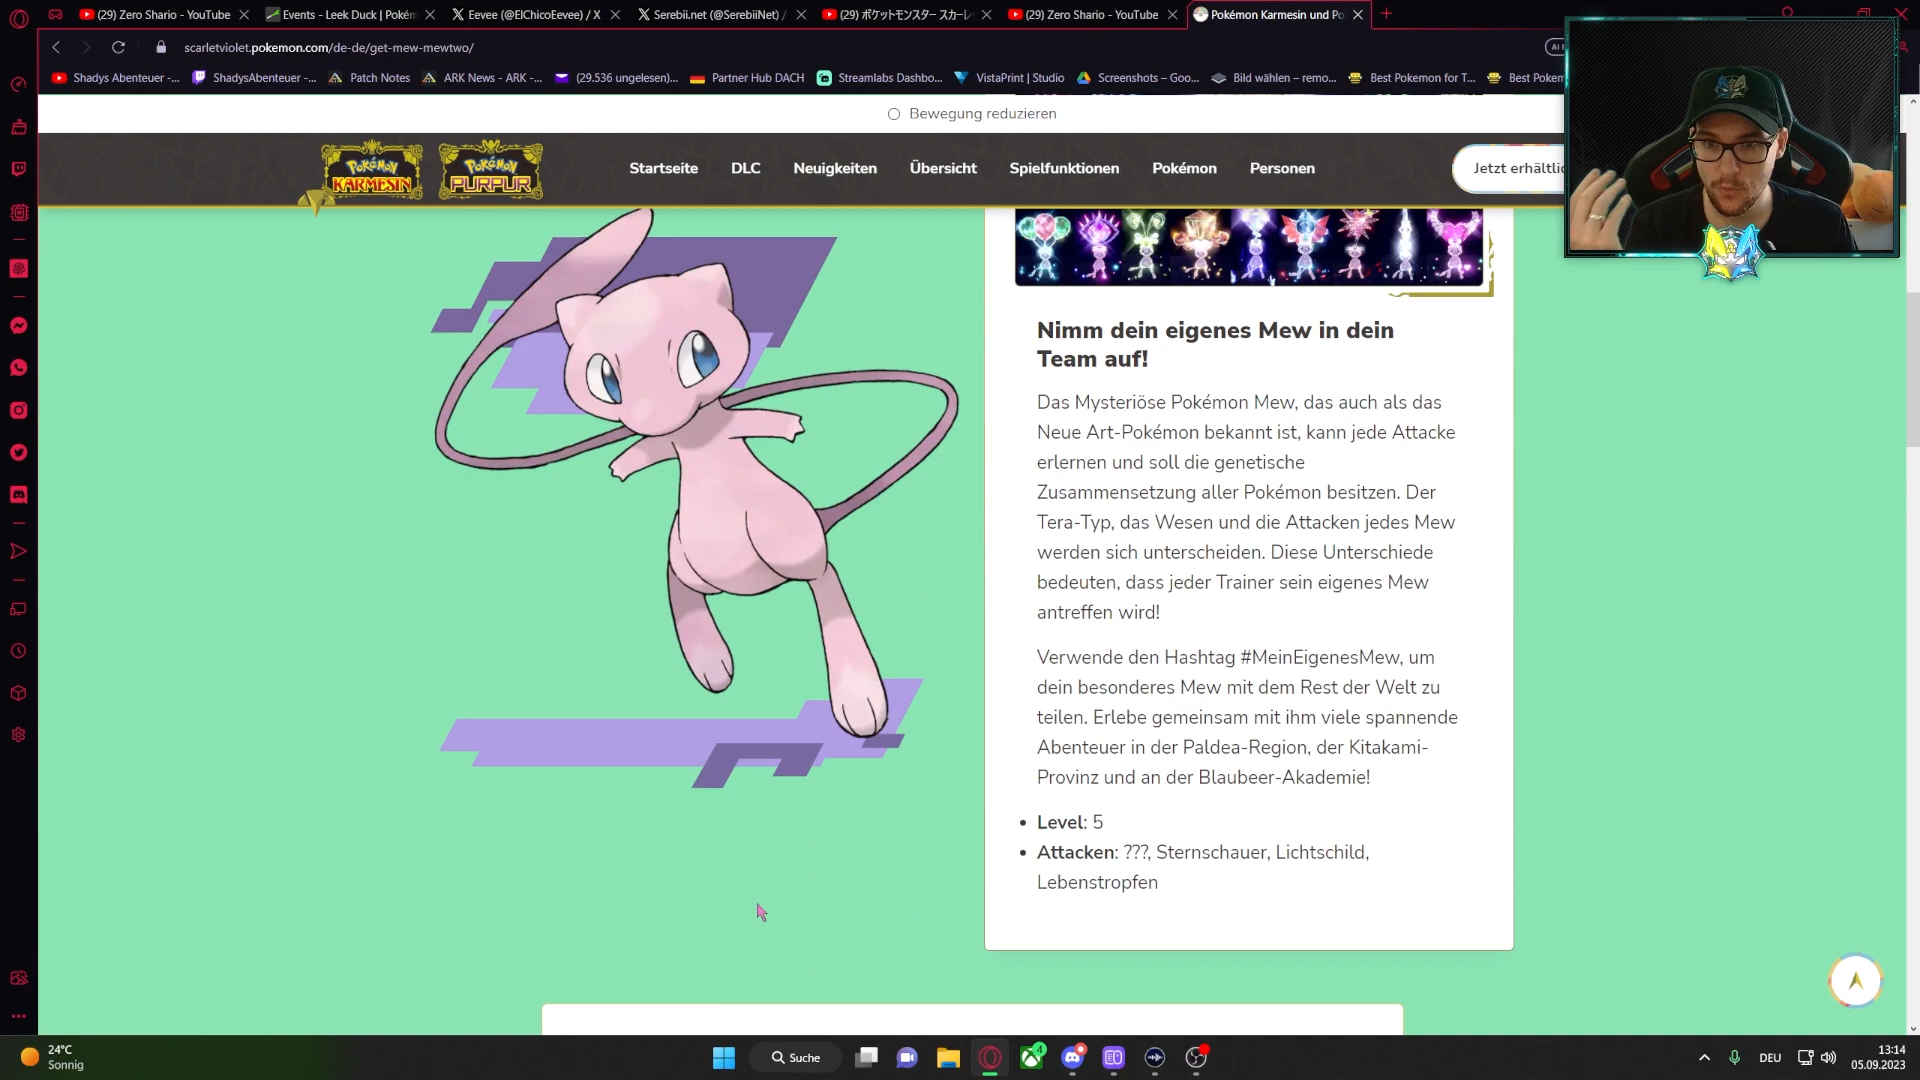 (29) Zero Shario - YouTube
Events - Leek Duck | Pokém
Eevee (@ElChicoEevee) / X
Serebii.net (@SerebiiNet) /
(29) ポケットモンスター スカーレ
(29) Zero Shario - YouTube
Pokémon Karmesin und Po
scarletviolet.pokemon.com/de-de/get-mew-mewtwo/
Shadys Abenteuer -...
ShadysAbenteuer -...
Patch Notes
ARK News - ARK -...
(29.536 ungelesen)...
Partner Hub DACH
Streamlabs Dashbo...
VistaPrint | Studio
Screenshots – Goo...
Bild wählen – remo...
Best Pokemon for T...
Best Pokem
Bewegung reduzieren
Pokémon KARMESIN
Pokémon PURPUR
Startseite
DLC
Neuigkeiten
Übersicht
Spielfunktionen
Pokémon
Personen
Jetzt erhältlic
Nimm dein eigenes Mew in dein
Team auf!
Das Mysteriöse Pokémon Mew, das auch als das
Neue Art-Pokémon bekannt ist, kann jede Attacke
erlernen und soll die genetische
Zusammensetzung aller Pokémon besitzen. Der
Tera-Typ, das Wesen und die Attacken jedes Mew
werden sich unterscheiden. Diese Unterschiede
bedeuten, dass jeder Trainer sein eigenes Mew
antreffen wird!
Verwende den Hashtag #MeinEigenesMew, um
dein besonderes Mew mit dem Rest der Welt zu
teilen. Erlebe gemeinsam mit ihm viele spannende
Abenteuer in der Paldea-Region, der Kitakami-
Provinz und an der Blaubeer-Akademie!
• Level: 5
• Attacken: ???, Sternschauer, Lichtschild,
Lebenstropfen
24°C
Sonnig
Suche
4
DEU
13:14
05.09.2023